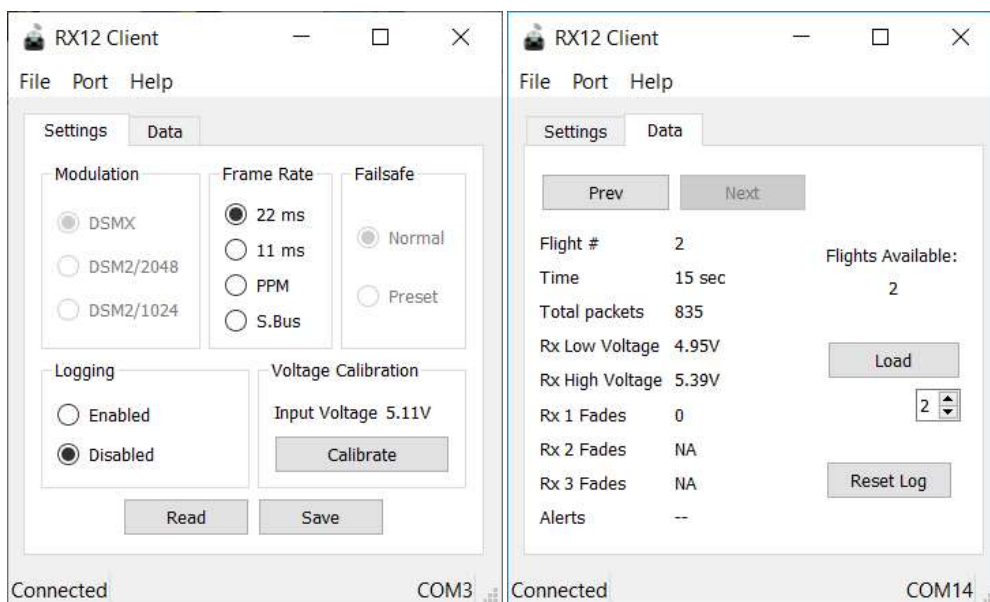 RX12 Client
File Port Help
Settings Data
Modulation
DSMX
DSM2/2048
DSM2/1024
Frame Rate
22 ms
11 ms
PPM
S.Bus
Failsafe
Normal
Preset
Logging
Enabled
Disabled
Voltage Calibration
Input Voltage 5.11V
Calibrate
Read Save
Connected COM3
RX12 Client
File Port Help
Settings Data
Prev Next
Flight # 2
Time 15 sec
Total packets 835
Rx Low Voltage 4.95V
Rx High Voltage 5.39V
Rx 1 Fades 0
Rx 2 Fades NA
Rx 3 Fades NA
Alerts --
Flights Available:
2
Load
2
Reset Log
Connected COM14